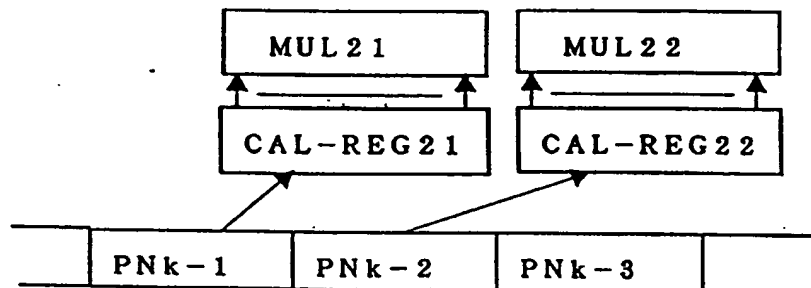 MUL21 MUL22
CAL-REG21 CAL-REG22
PNk-1 PNk-2 PNk-3